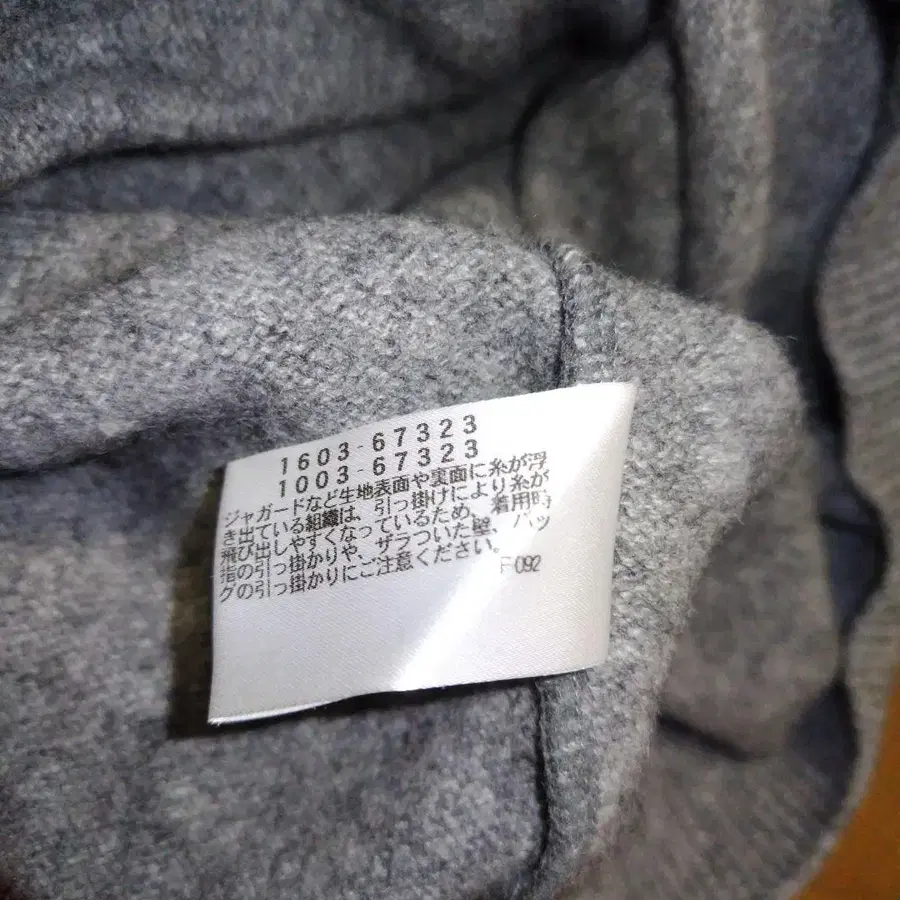 1603-67323
1003-67323
ジャガードなど生地表面や裏面に糸が浮
き出ている組織は、引っ掛けにより糸が
飛び出しやすくなっているため、着用時
指の引っ掛かりや、ザラついた壁、バッ
グの引っ掛かりにご注意ください。
F-092